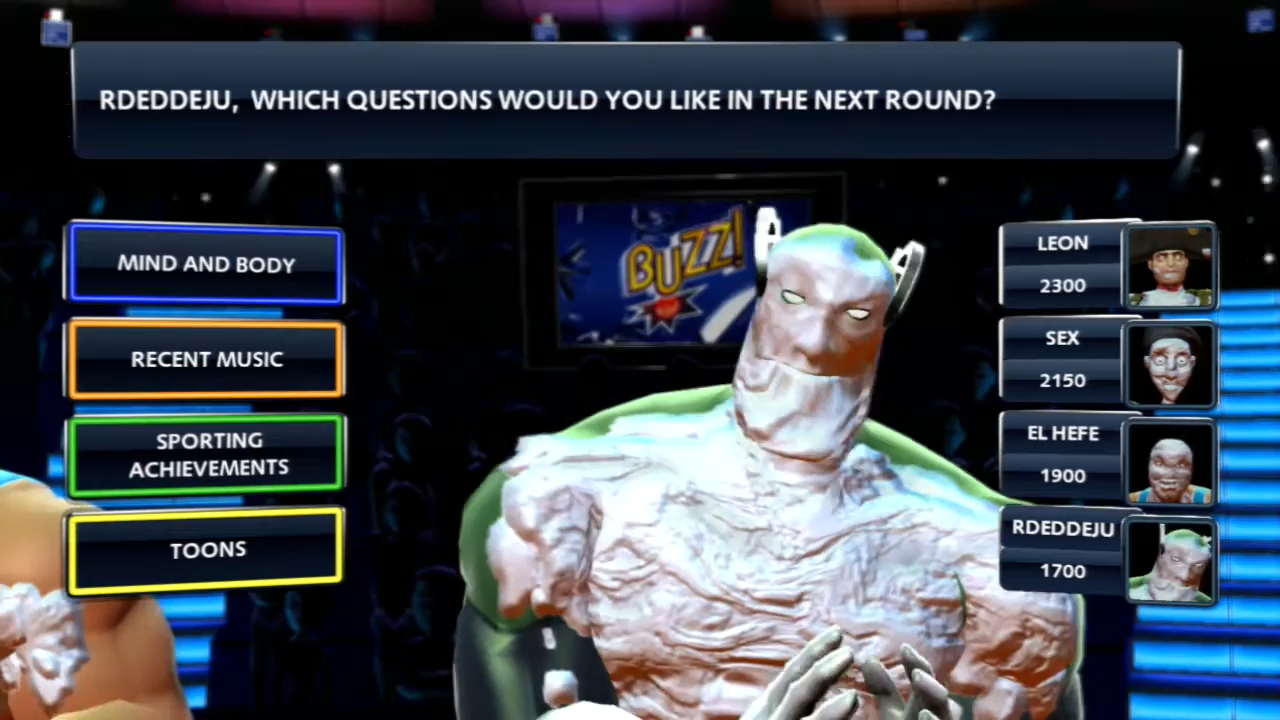 RDEDDEJU, WHICH QUESTIONS WOULD YOU LIKE IN THE NEXT ROUND?
MIND AND BODY
RECENT MUSIC
SPORTING
ACHIEVEMENTS
TOONS
BUZZ!
LEON
2300
SEX
2150
EL HEFE
1900
RDEDDEJU
1700